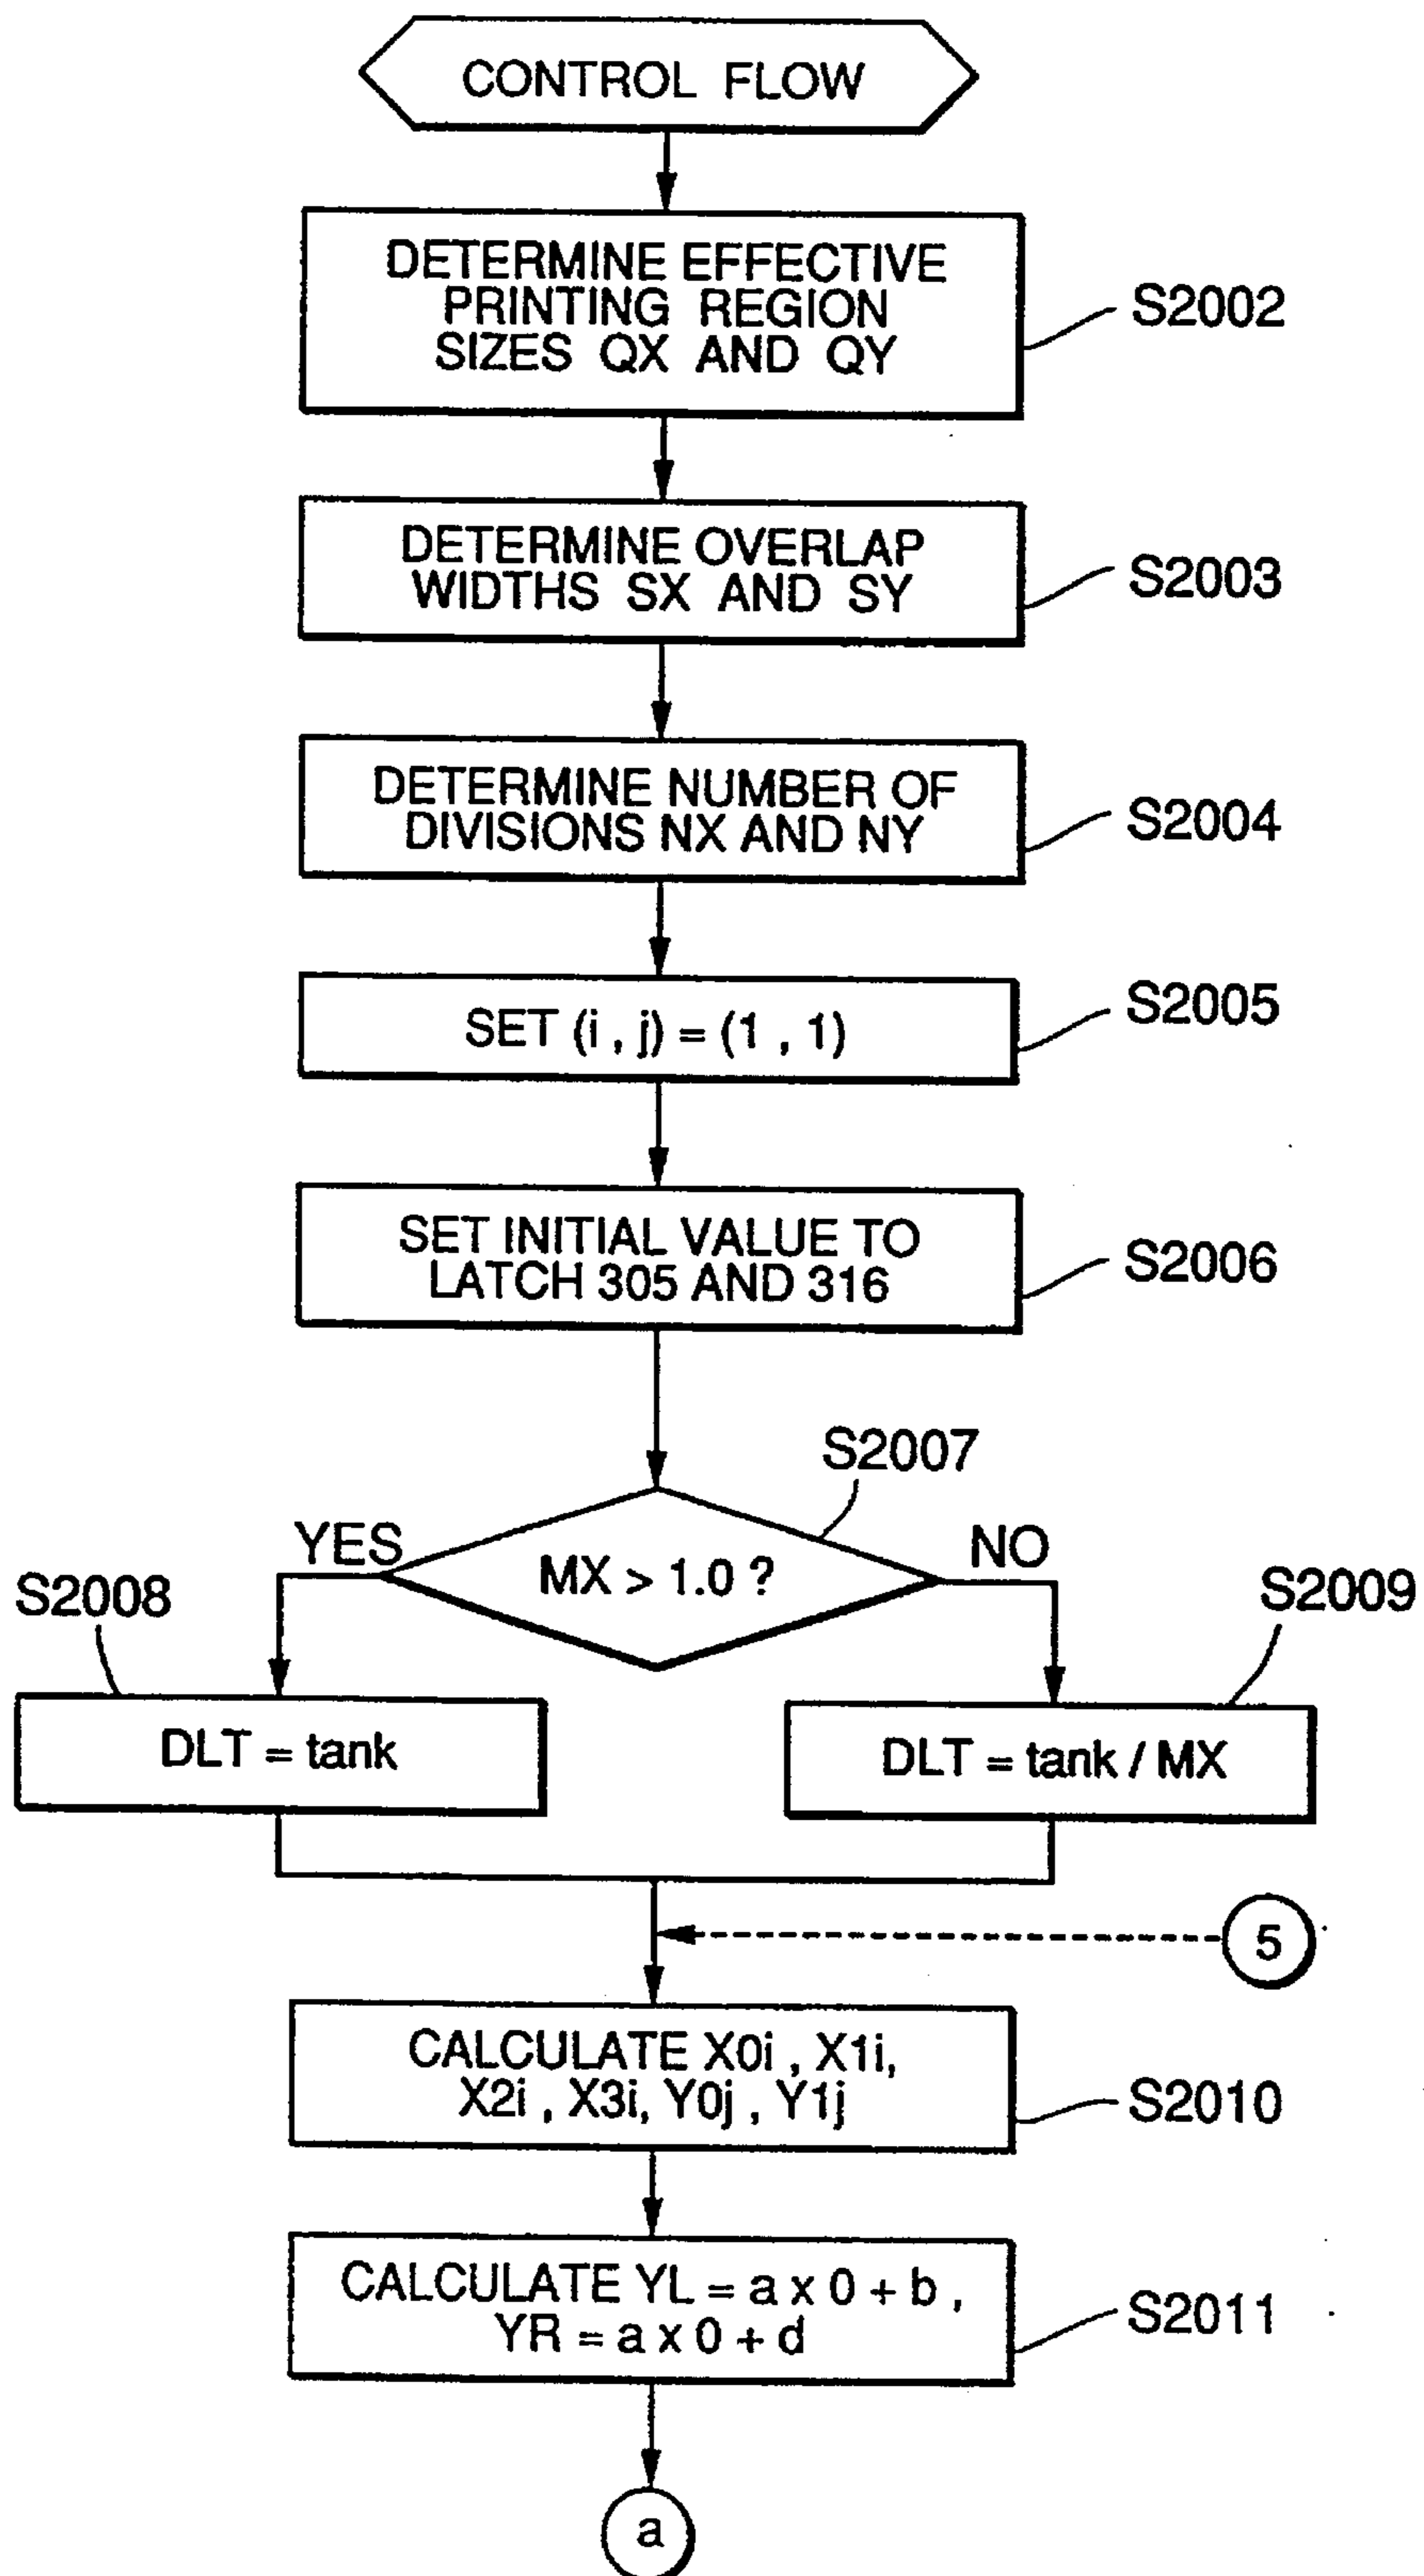 CONTROL FLOW
DETERMINE EFFECTIVE
PRINTING REGION
SIZES QX AND QY
S2002
DETERMINE OVERLAP
WIDTHS SX AND SY
S2003
DETERMINE NUMBER OF
DIVISIONS NX AND NY
S2004
SET (i , j) = (1 , 1)
S2005
SET INITIAL VALUE TO
LATCH 305 AND 316
S2006
S2007
YES
MX > 1.0 ?
NO
S2008
S2009
DLT = tank
DLT = tank / MX
5
CALCULATE X0i , X1i,
X2i , X3i, Y0j , Y1j
S2010
CALCULATE YL = a x 0 + b ,
YR = a x 0 + d
S2011
a